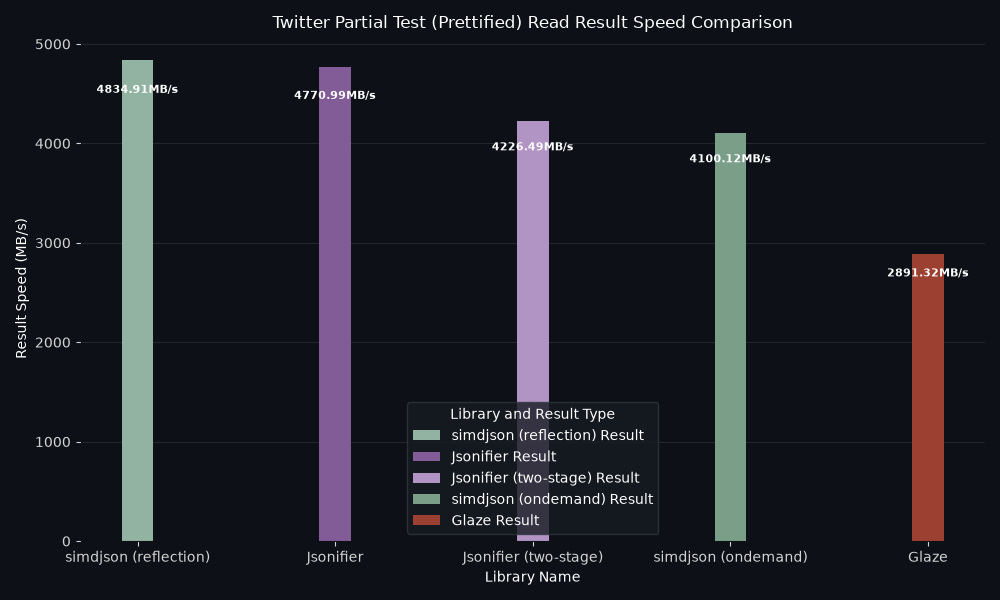 Twitter Partial Test (Prettified) Read Result Speed Comparison
5000
4000
3000
2000
1000
0
Result Speed (MB/s)
4834.91MB/s
4770.99MB/s
4226.49MB/s
4100.12MB/s
2891.32MB/s
Library and Result Type
simdjson (reflection) Result
Jsonifier Result
Jsonifier (two-stage) Result
simdjson (ondemand) Result
Glaze Result
simdjson (reflection)
Jsonifier
Jsonifier (two-stage)
simdjson (ondemand)
Glaze
Library Name